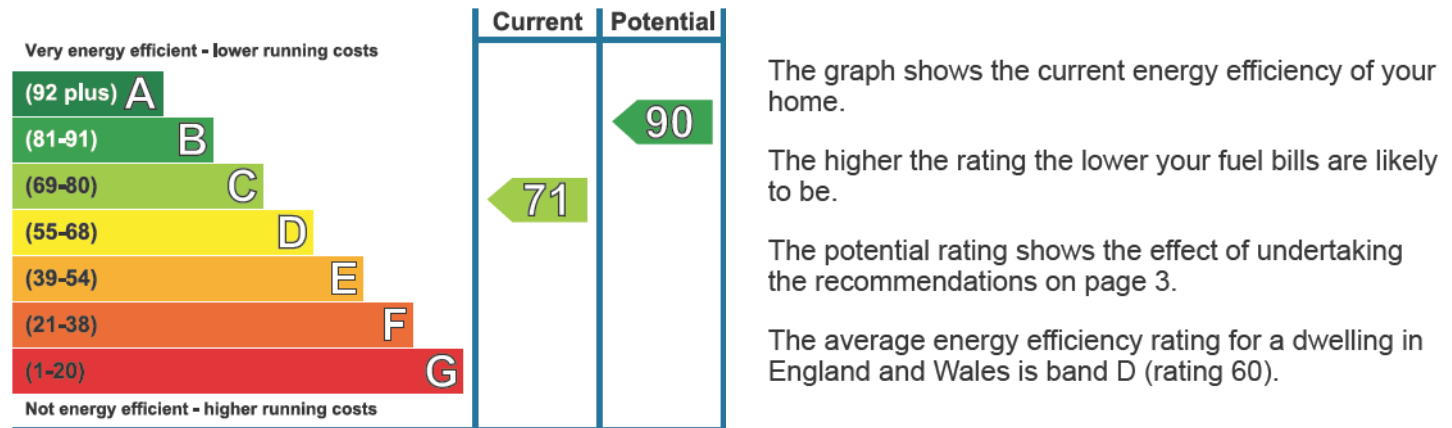 Current Potential
Very energy efficient - lower running costs
(92 plus) A
(81-91) B
90
(69-80) C
71
(55-68) D
(39-54) E
(21-38) F
(1-20) G
Not energy efficient - higher running costs
The graph shows the current energy efficiency of your
home.
The higher the rating the lower your fuel bills are likely
to be.
The potential rating shows the effect of undertaking
the recommendations on page 3.
The average energy efficiency rating for a dwelling in
England and Wales is band D (rating 60).